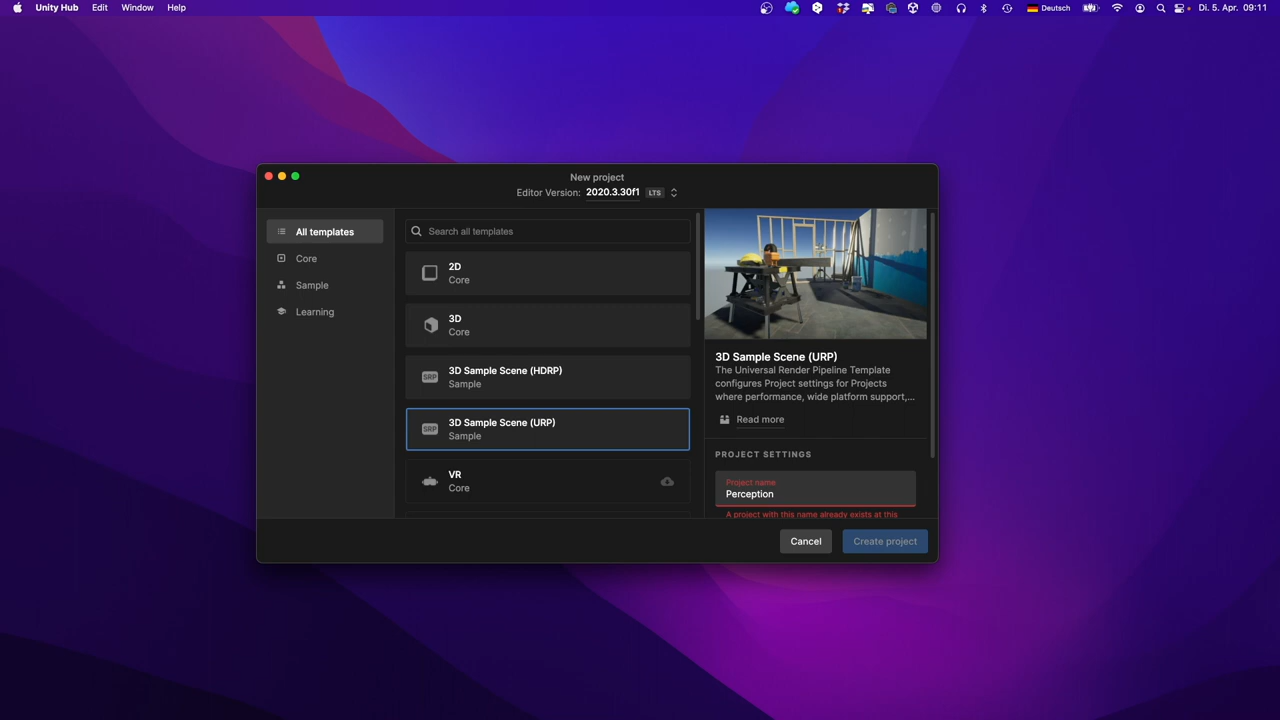 Unity Hub Edit Window Help Deutsch Di. 5. Apr. 09:11
New project
Editor Version: 2020.3.30f1 LTS
All templates
Core
Sample
Learning
Search all templates
2D
Core
3D
Core
SRP
3D Sample Scene (HDRP)
Sample
SRP
3D Sample Scene (URP)
Sample
VR
Core
3D Sample Scene (URP)
The Universal Render Pipeline Template
configures Project settings for Projects
where performance, wide platform support,...
Read more
PROJECT SETTINGS
Project name
Perception
A project with this name already exists at this
Cancel
Create project